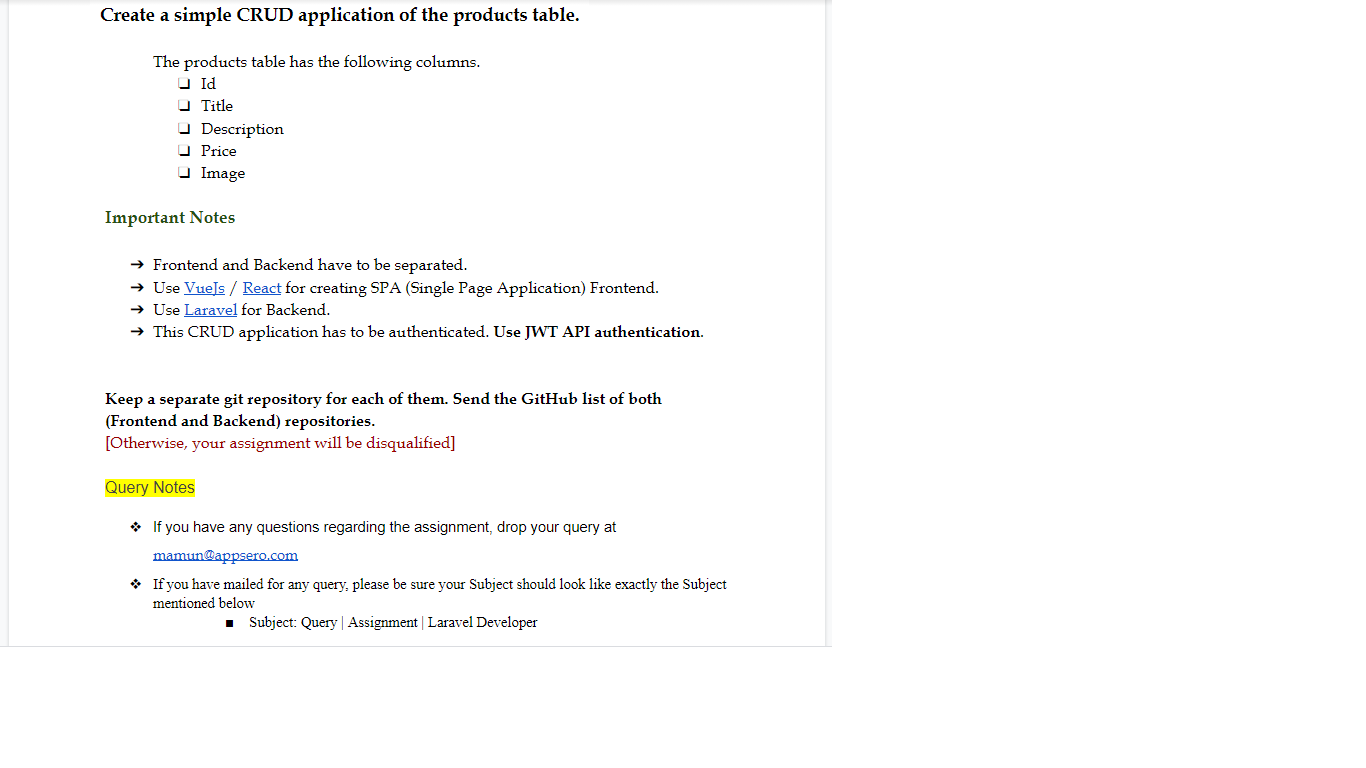 Create a simple CRUD application of the products table.
The products table has the following columns.
❏ Id
❏ Title
❏ Description
❏ Price
❏ Image
Important Notes
➔ Frontend and Backend have to be separated.
➔ Use VueJs / React for creating SPA (Single Page Application) Frontend.
➔ Use Laravel for Backend.
➔ This CRUD application has to be authenticated. Use JWT API authentication.
Keep a separate git repository for each of them. Send the GitHub list of both
(Frontend and Backend) repositories.
[Otherwise, your assignment will be disqualified]
Query Notes
❖ If you have any questions regarding the assignment, drop your query at
mamun@appsero.com
❖ If you have mailed for any query, please be sure your Subject should look like exactly the Subject
mentioned below
■ Subject: Query | Assignment | Laravel Developer